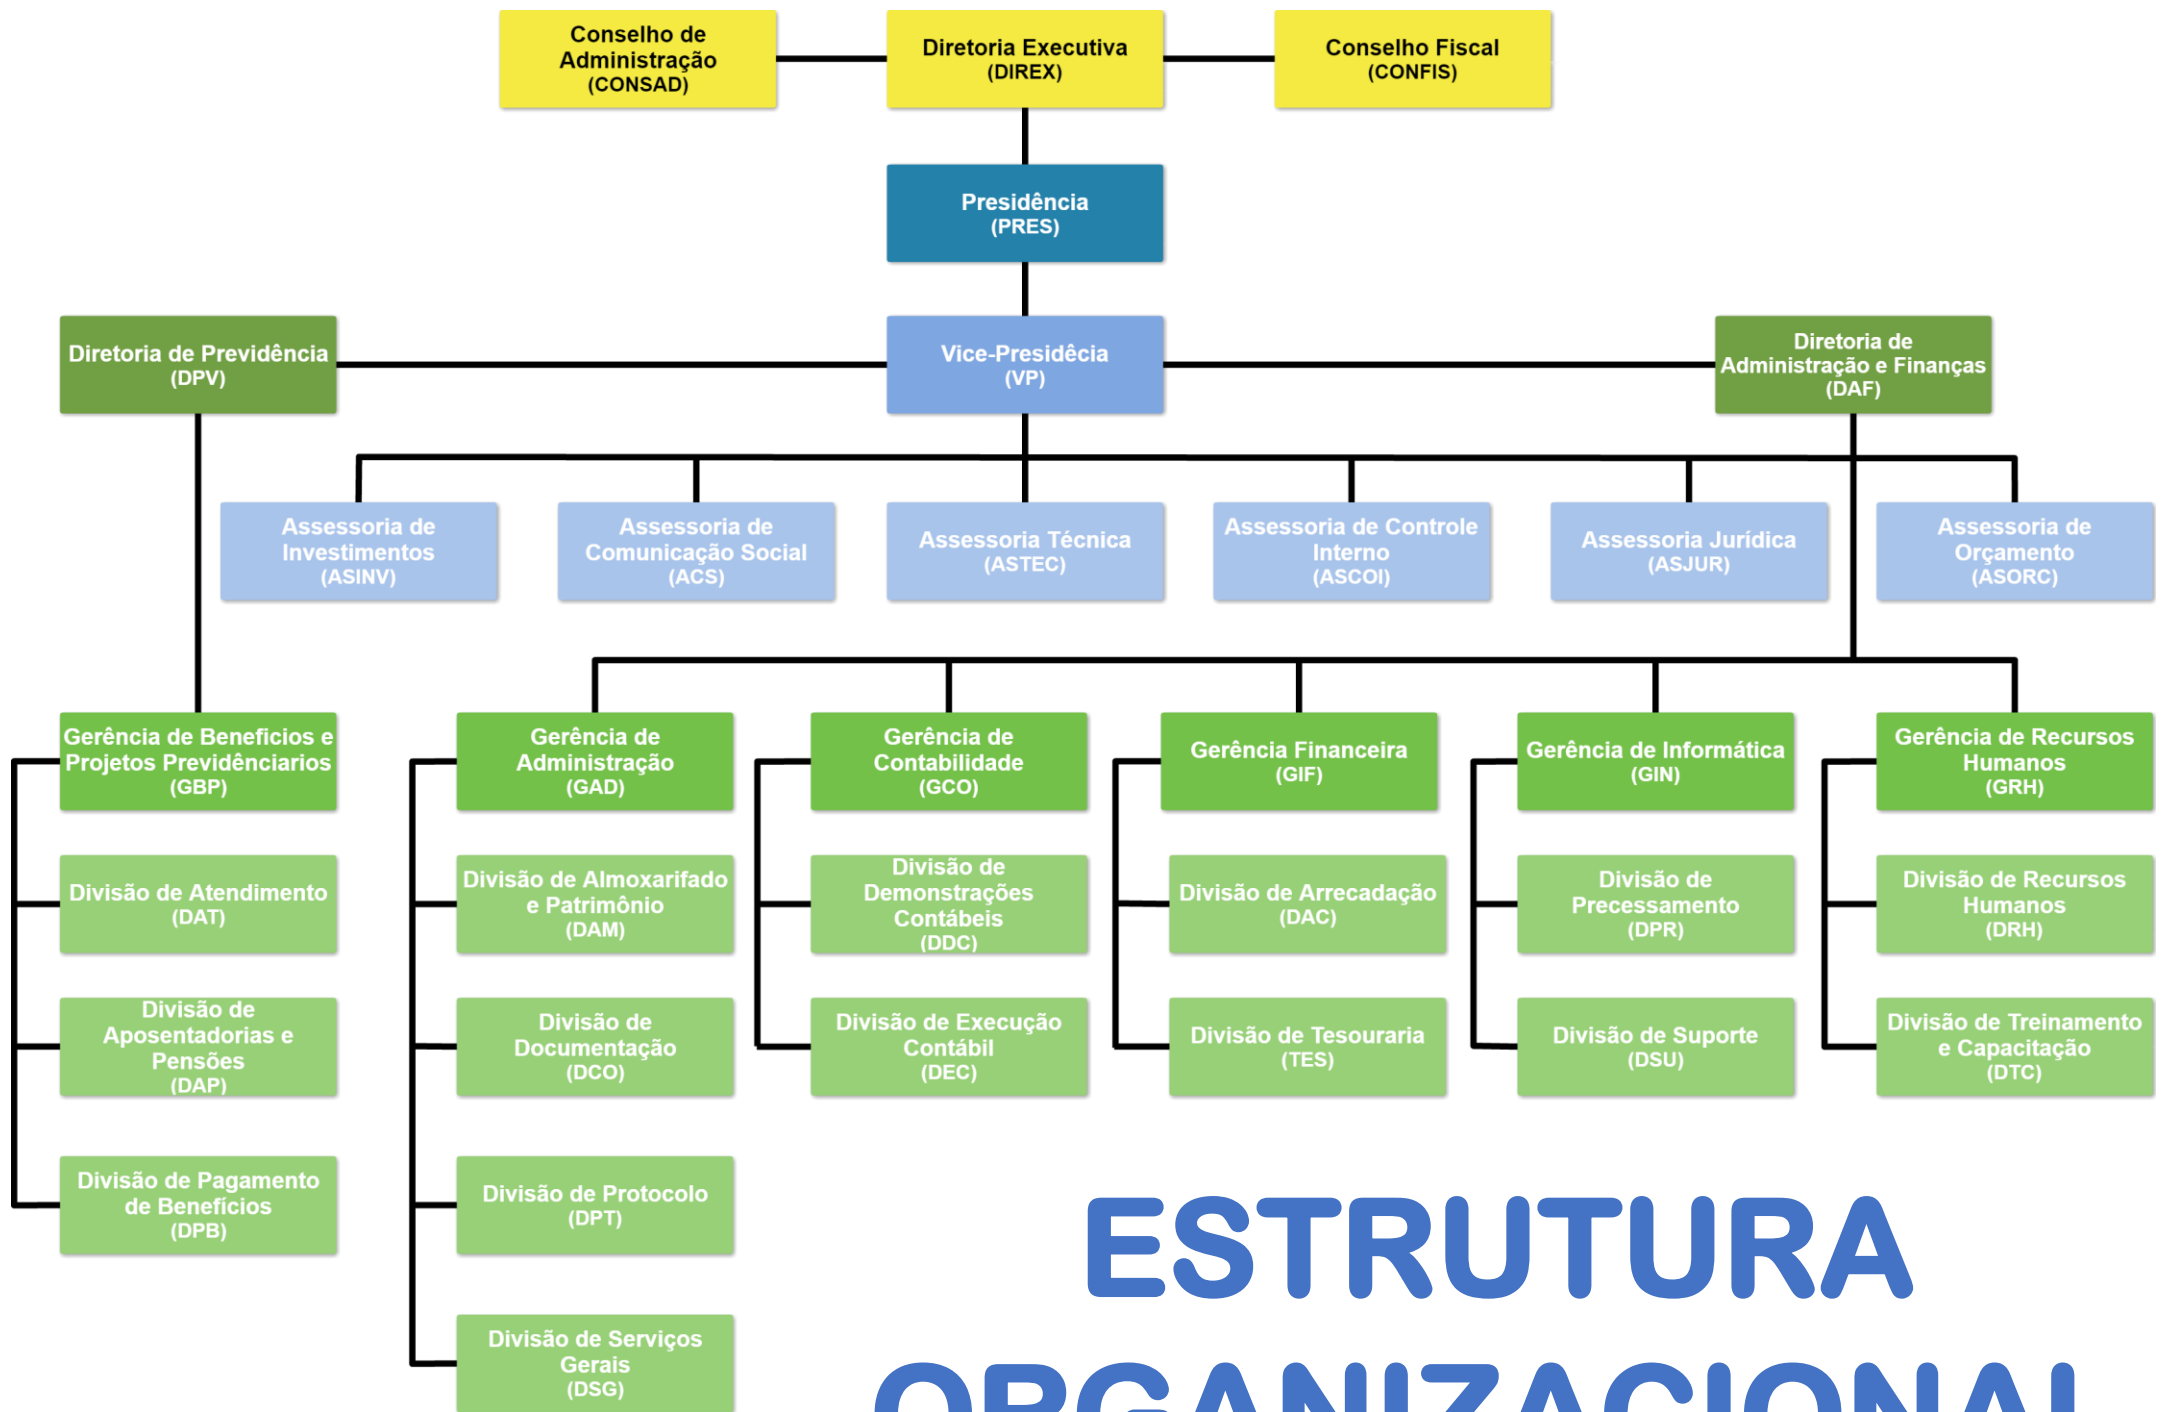 Conselho de
Administração
(CONSAD)
Diretoria Executiva
(DIREX)
Conselho Fiscal
(CONFIS)
Presidência
(PRES)
Diretoria de Previdência
(DPV)
Vice-Presidêcia
(VP)
Diretoria de
Administração e Finanças
(DAF)
Assessoria de
Investimentos
(ASINV)
Assessoria de
Comunicação Social
(ACS)
Assessoria Técnica
(ASTEC)
Assessoria de Controle
Interno
(ASCOI)
Assessoria Jurídica
(ASJUR)
Assessoria de
Orçamento
(ASORC)
Gerência de Beneficios e
Projetos Previdênciarios
(GBP)
Gerência de
Administração
(GAD)
Gerência de
Contabilidade
(GCO)
Gerência Financeira
(GIF)
Gerência de Informática
(GIN)
Gerência de Recursos
Humanos
(GRH)
Divisão de Atendimento
(DAT)
Divisão de Almoxarifado
e Patrimônio
(DAM)
Divisão de
Demonstrações
Contábeis
(DDC)
Divisão de Arrecadação
(DAC)
Divisão de
Precessamento
(DPR)
Divisão de Recursos
Humanos
(DRH)
Divisão de
Aposentadorias e
Pensões
(DAP)
Divisão de
Documentação
(DCO)
Divisão de Execução
Contábil
(DEC)
Divisão de Tesouraria
(TES)
Divisão de Suporte
(DSU)
Divisão de Treinamento
e Capacitação
(DTC)
Divisão de Pagamento
de Benefícios
(DPB)
Divisão de Protocolo
(DPT)
Divisão de Serviços
Gerais
(DSG)
ESTRUTURA
ORGANIZACIONAL